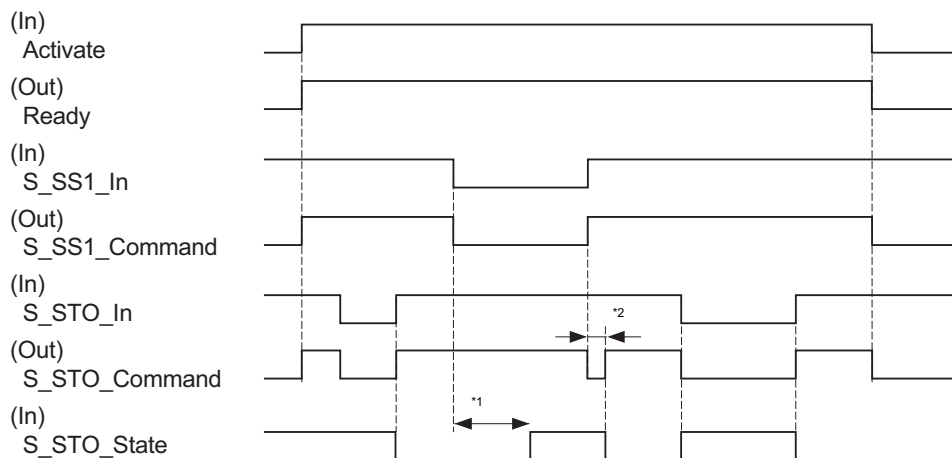 (In)
Activate
(Out)
Ready
(In)
S_SS1_In
(Out)
S_SS1_Command
(In)
S_STO_In
*2
(Out)
S_STO_Command
*1
(In)
S_STO_State